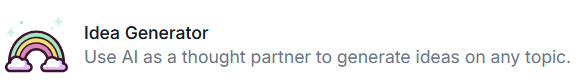 Idea Generator
Use AI as a thought partner to generate ideas on any topic.